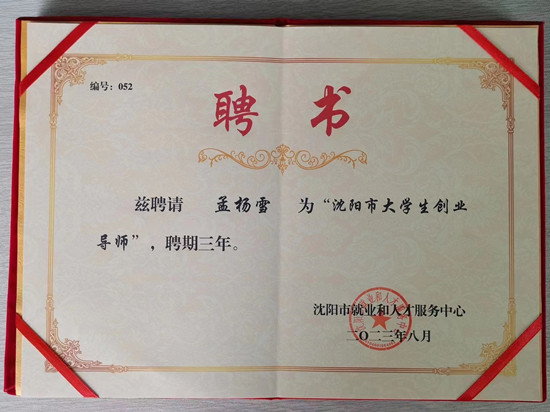 编号：052
聘书
兹聘请 孟杨雪 为“沈阳市大学生创业
导师”，聘期三年。
沈阳市就业和人才服务中心
二〇二三年八月